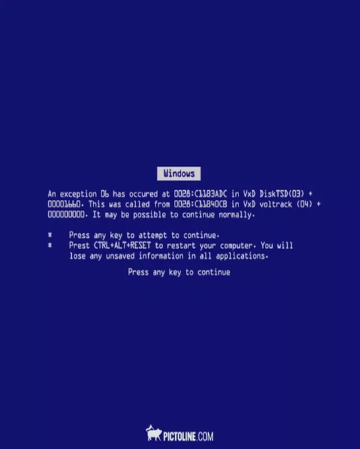 Windows
An exception 06 has occured at 0028:C1183ADC in VxD DiskTSD(03) +
00001660. This was called from 0028:C11840CB in VxD voltrack (04) +
00000000. It may be possible to continue normally.
* Press any key to attempt to continue.
* Prest CTRL+ALT+RESET to restart your computer. You will
lose any unsaved information in all applications.
Press any key to continue
PICTOLINE.COM